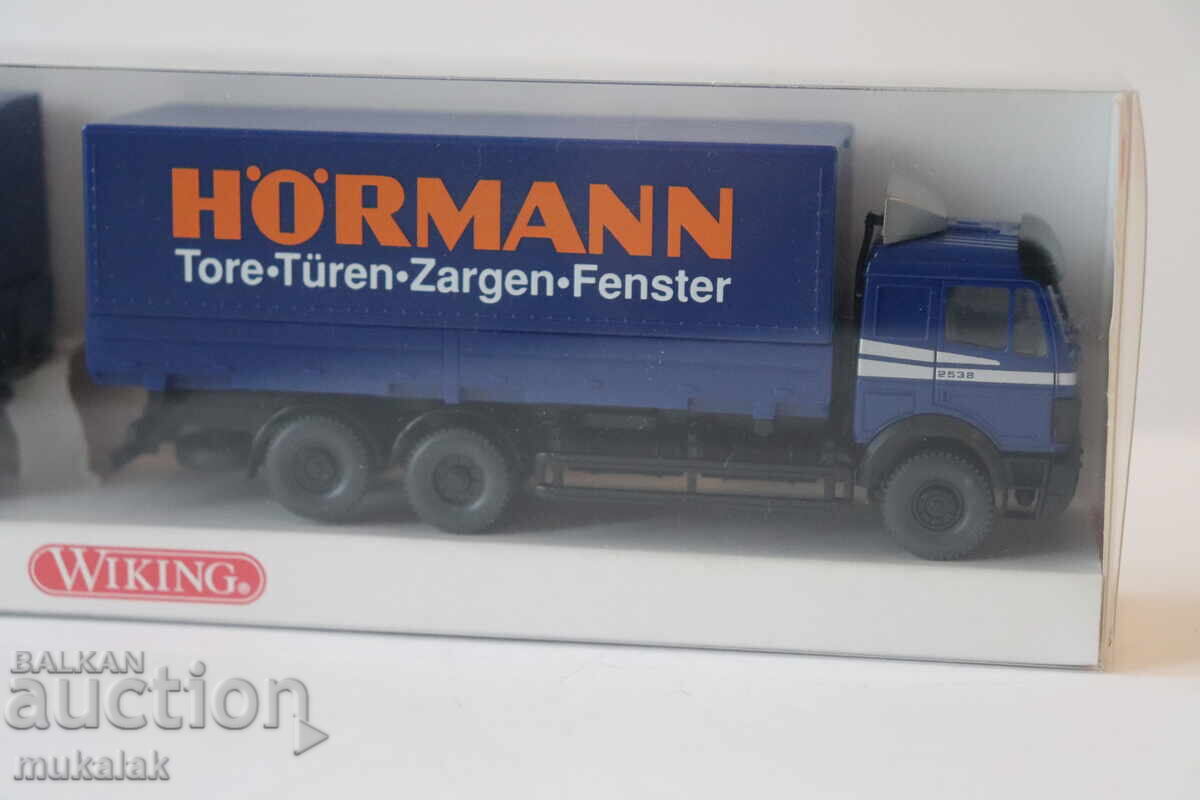 HÖRMANN
Tore•Türen•Zargen•Fenster
2538
WIKING®
BALKAN
auction
mukalak